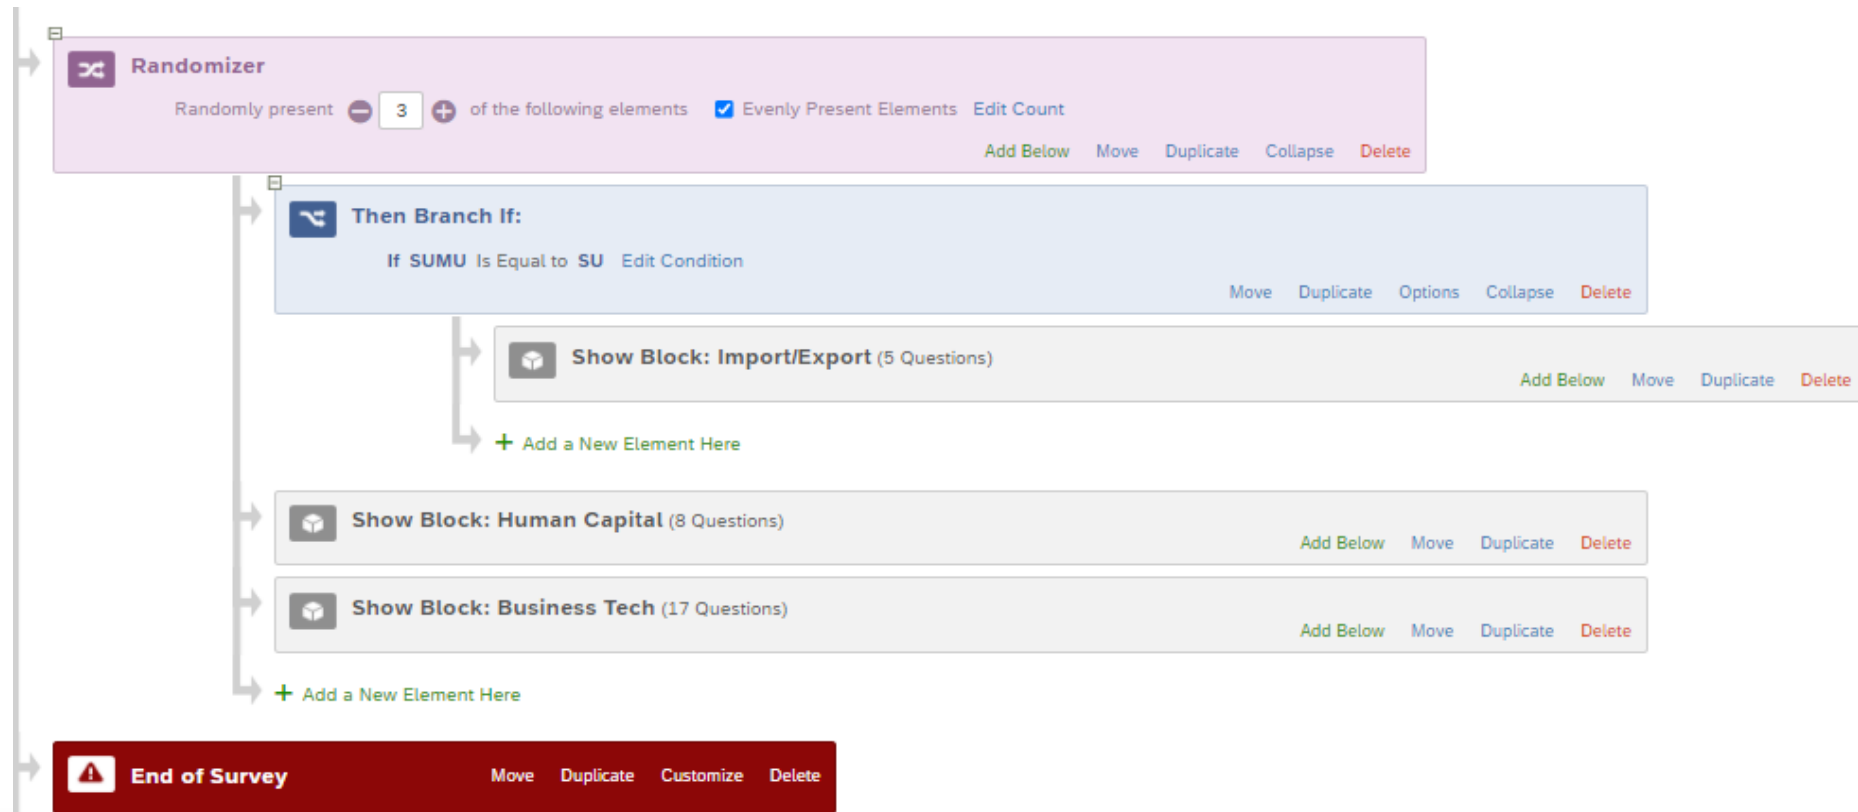 Randomizer
Randomly present 3 of the following elements Evenly Present Elements Edit Count
Add Below Move Duplicate Collapse Delete
Then Branch If:
If SUMU Is Equal to SU Edit Condition
Move Duplicate Options Collapse Delete
Show Block: Import/Export (5 Questions)
Add Below Move Duplicate Delete
+ Add a New Element Here
Show Block: Human Capital (8 Questions)
Add Below Move Duplicate Delete
Show Block: Business Tech (17 Questions)
Add Below Move Duplicate Delete
+ Add a New Element Here
End of Survey Move Duplicate Customize Delete